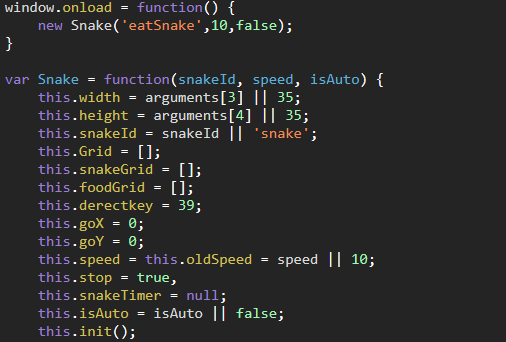 window.onload = function() {
new Snake('eatSnake',10,false);
}
var Snake = function(snakeId, speed, isAuto) {
this.width = arguments[3] || 35;
this.height = arguments[4] || 35;
this.snakeId = snakeId || 'snake';
this.Grid = [];
this.snakeGrid = [];
this.foodGrid = [];
this.derectkey = 39;
this.goX = 0;
this.goY = 0;
this.speed = this.oldSpeed = speed || 10;
this.stop = true,
this.snakeTimer = null;
this.isAuto = isAuto || false;
this.init();